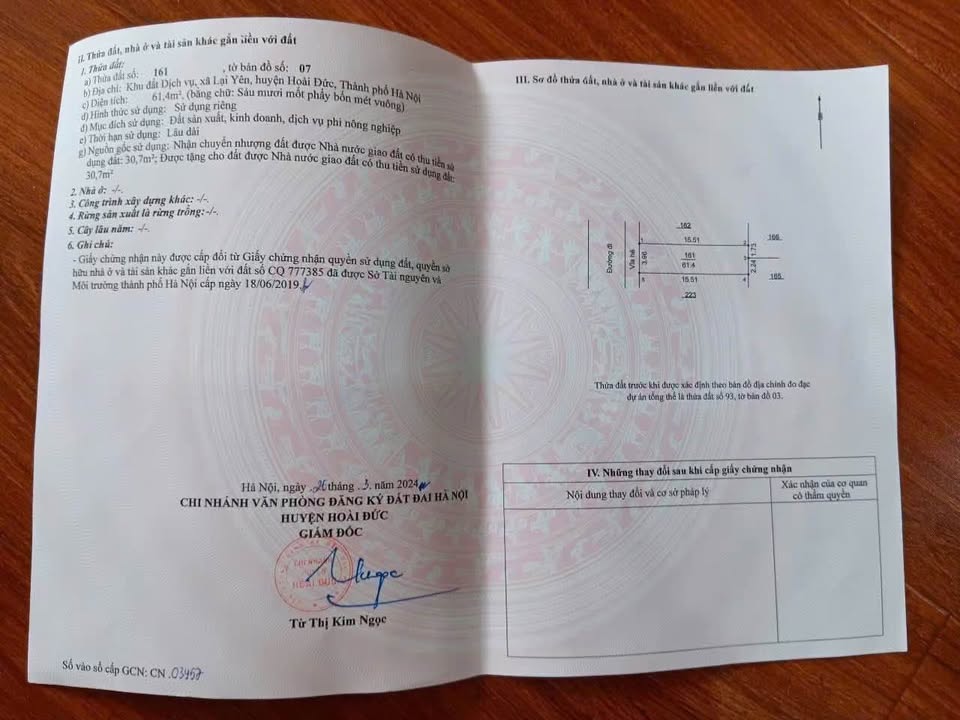 II. Thửa đất, nhà ở và tài sản khác gắn liền với đất
1. Thửa đất:
a) Thửa đất số: 161 , tờ bản đồ số: 07
b) Địa chỉ: Khu đất Dịch vụ, xã Lại Yên, huyện Hoài Đức, Thành phố Hà Nội
c) Diện tích: 61,4m², (bằng chữ: Sáu mươi mốt phẩy bốn mét vuông)
d) Hình thức sử dụng: Sử dụng riêng
đ) Mục đích sử dụng: Đất sản xuất, kinh doanh, dịch vụ phi nông nghiệp
e) Thời hạn sử dụng: Lâu dài
g) Nguồn gốc sử dụng: Nhận chuyển nhượng đất được Nhà nước giao đất có thu tiền sử
dụng đất: 30,7m²; Được tặng cho đất được Nhà nước giao đất có thu tiền sử dụng đất:
30,7m²
2. Nhà ở: -/-.
3. Công trình xây dựng khác: -/-.
4. Rừng sản xuất là rừng trồng:-/-.
5. Cây lâu năm: -/-.
6. Ghi chú:
- Giấy chứng nhận này được cấp đổi từ Giấy chứng nhận quyền sử dụng đất, quyền sở
hữu nhà ở và tài sản khác gắn liền với đất số CQ 777385 đã được Sở Tài nguyên và
Môi trường thành phố Hà Nội cấp ngày 18/06/2019.
Hà Nội, ngày 26 tháng 3. năm 2024
CHI NHÁNH VĂN PHÒNG ĐĂNG KÝ ĐẤT ĐAI HÀ NỘI
HUYỆN HOÀI ĐỨC
GIÁM ĐỐC
Từ Thị Kim Ngọc
Số vào sổ cấp GCN: CN .03457
III. Sơ đồ thửa đất, nhà ở và tài sản khác gắn liền với đất
162
15.51
166
Đường đi
Vỉa hè
3.96
161
61.4
2.24
1.73
15.51
165
223
Thửa đất trước khi được xác định theo bản đồ địa chính đo đạc
dự án tổng thể là thửa đất số 93, tờ bản đồ 03.
IV. Những thay đổi sau khi cấp giấy chứng nhận
Nội dung thay đổi và cơ sở pháp lý
Xác nhận của cơ quan
có thẩm quyền